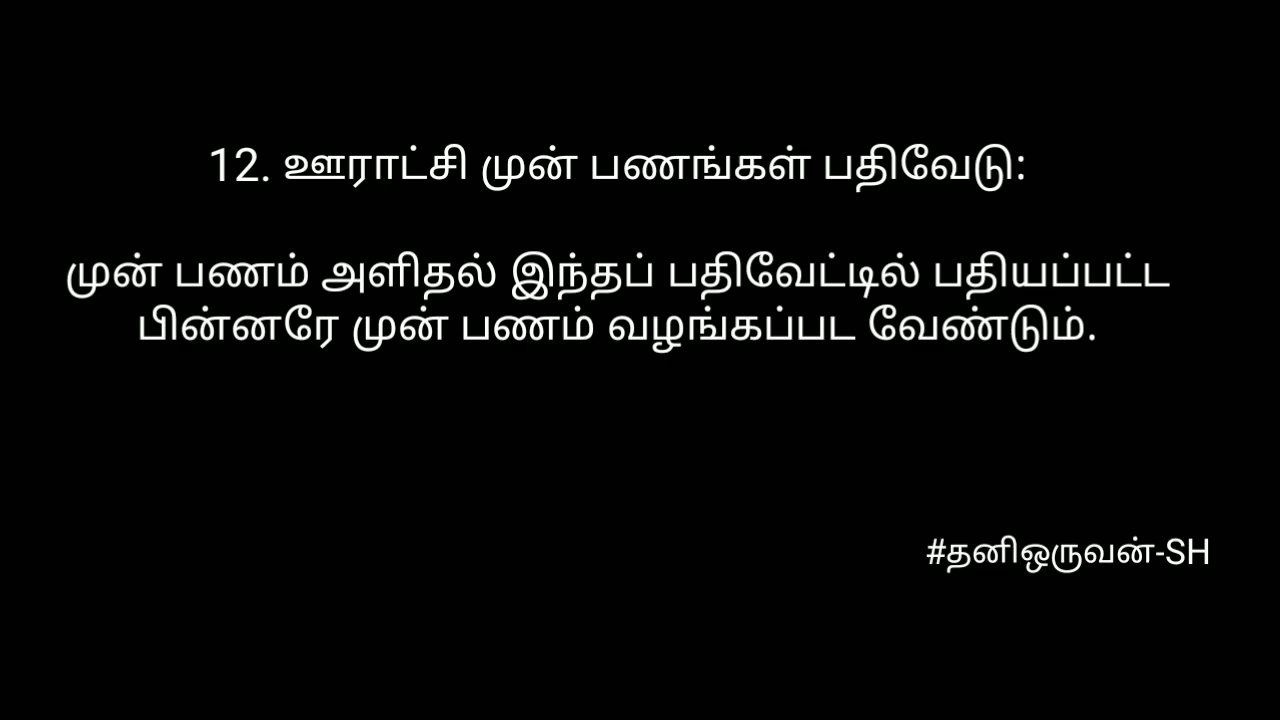 12. ஊராட்சி முன் பணங்கள் பதிவேடு:
முன் பணம் அளிதல் இந்தப் பதிவேட்டில் பதியப்பட்ட
பின்னரே முன் பணம் வழங்கப்பட வேண்டும்.
#தனிஒருவன்-SH